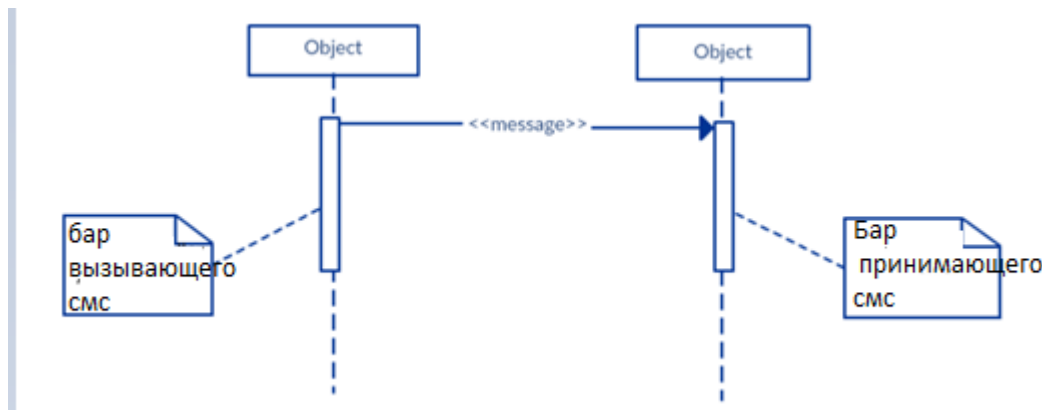 Object
Object
<<message>>
бар
вызывающего
смс
Бар
принимающего
смс